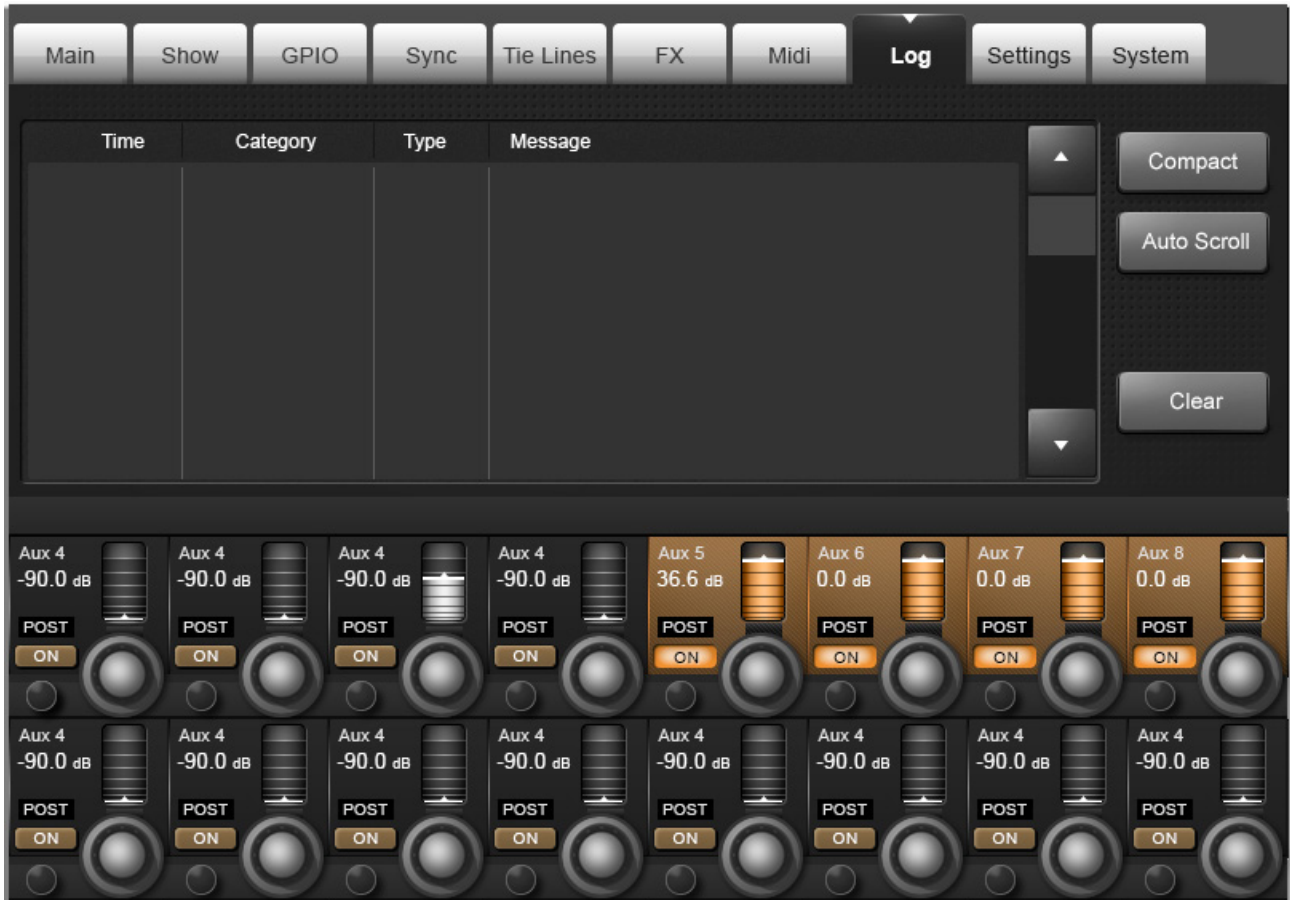 Main Show GPIO Sync Tie Lines FX Midi Log Settings System
Time Category Type Message
Compact
Auto Scroll
Clear
Aux 4 Aux 4 Aux 4 Aux 4 Aux 5 Aux 6 Aux 7 Aux 8
-90.0 dB -90.0 dB -90.0 dB -90.0 dB 36.6 dB 0.0 dB 0.0 dB 0.0 dB
POST POST POST POST POST POST POST POST
ON ON ON ON ON ON ON ON
Aux 4 Aux 4 Aux 4 Aux 4 Aux 4 Aux 4 Aux 4 Aux 4
-90.0 dB -90.0 dB -90.0 dB -90.0 dB -90.0 dB -90.0 dB -90.0 dB -90.0 dB
POST POST POST POST POST POST POST POST
ON ON ON ON ON ON ON ON